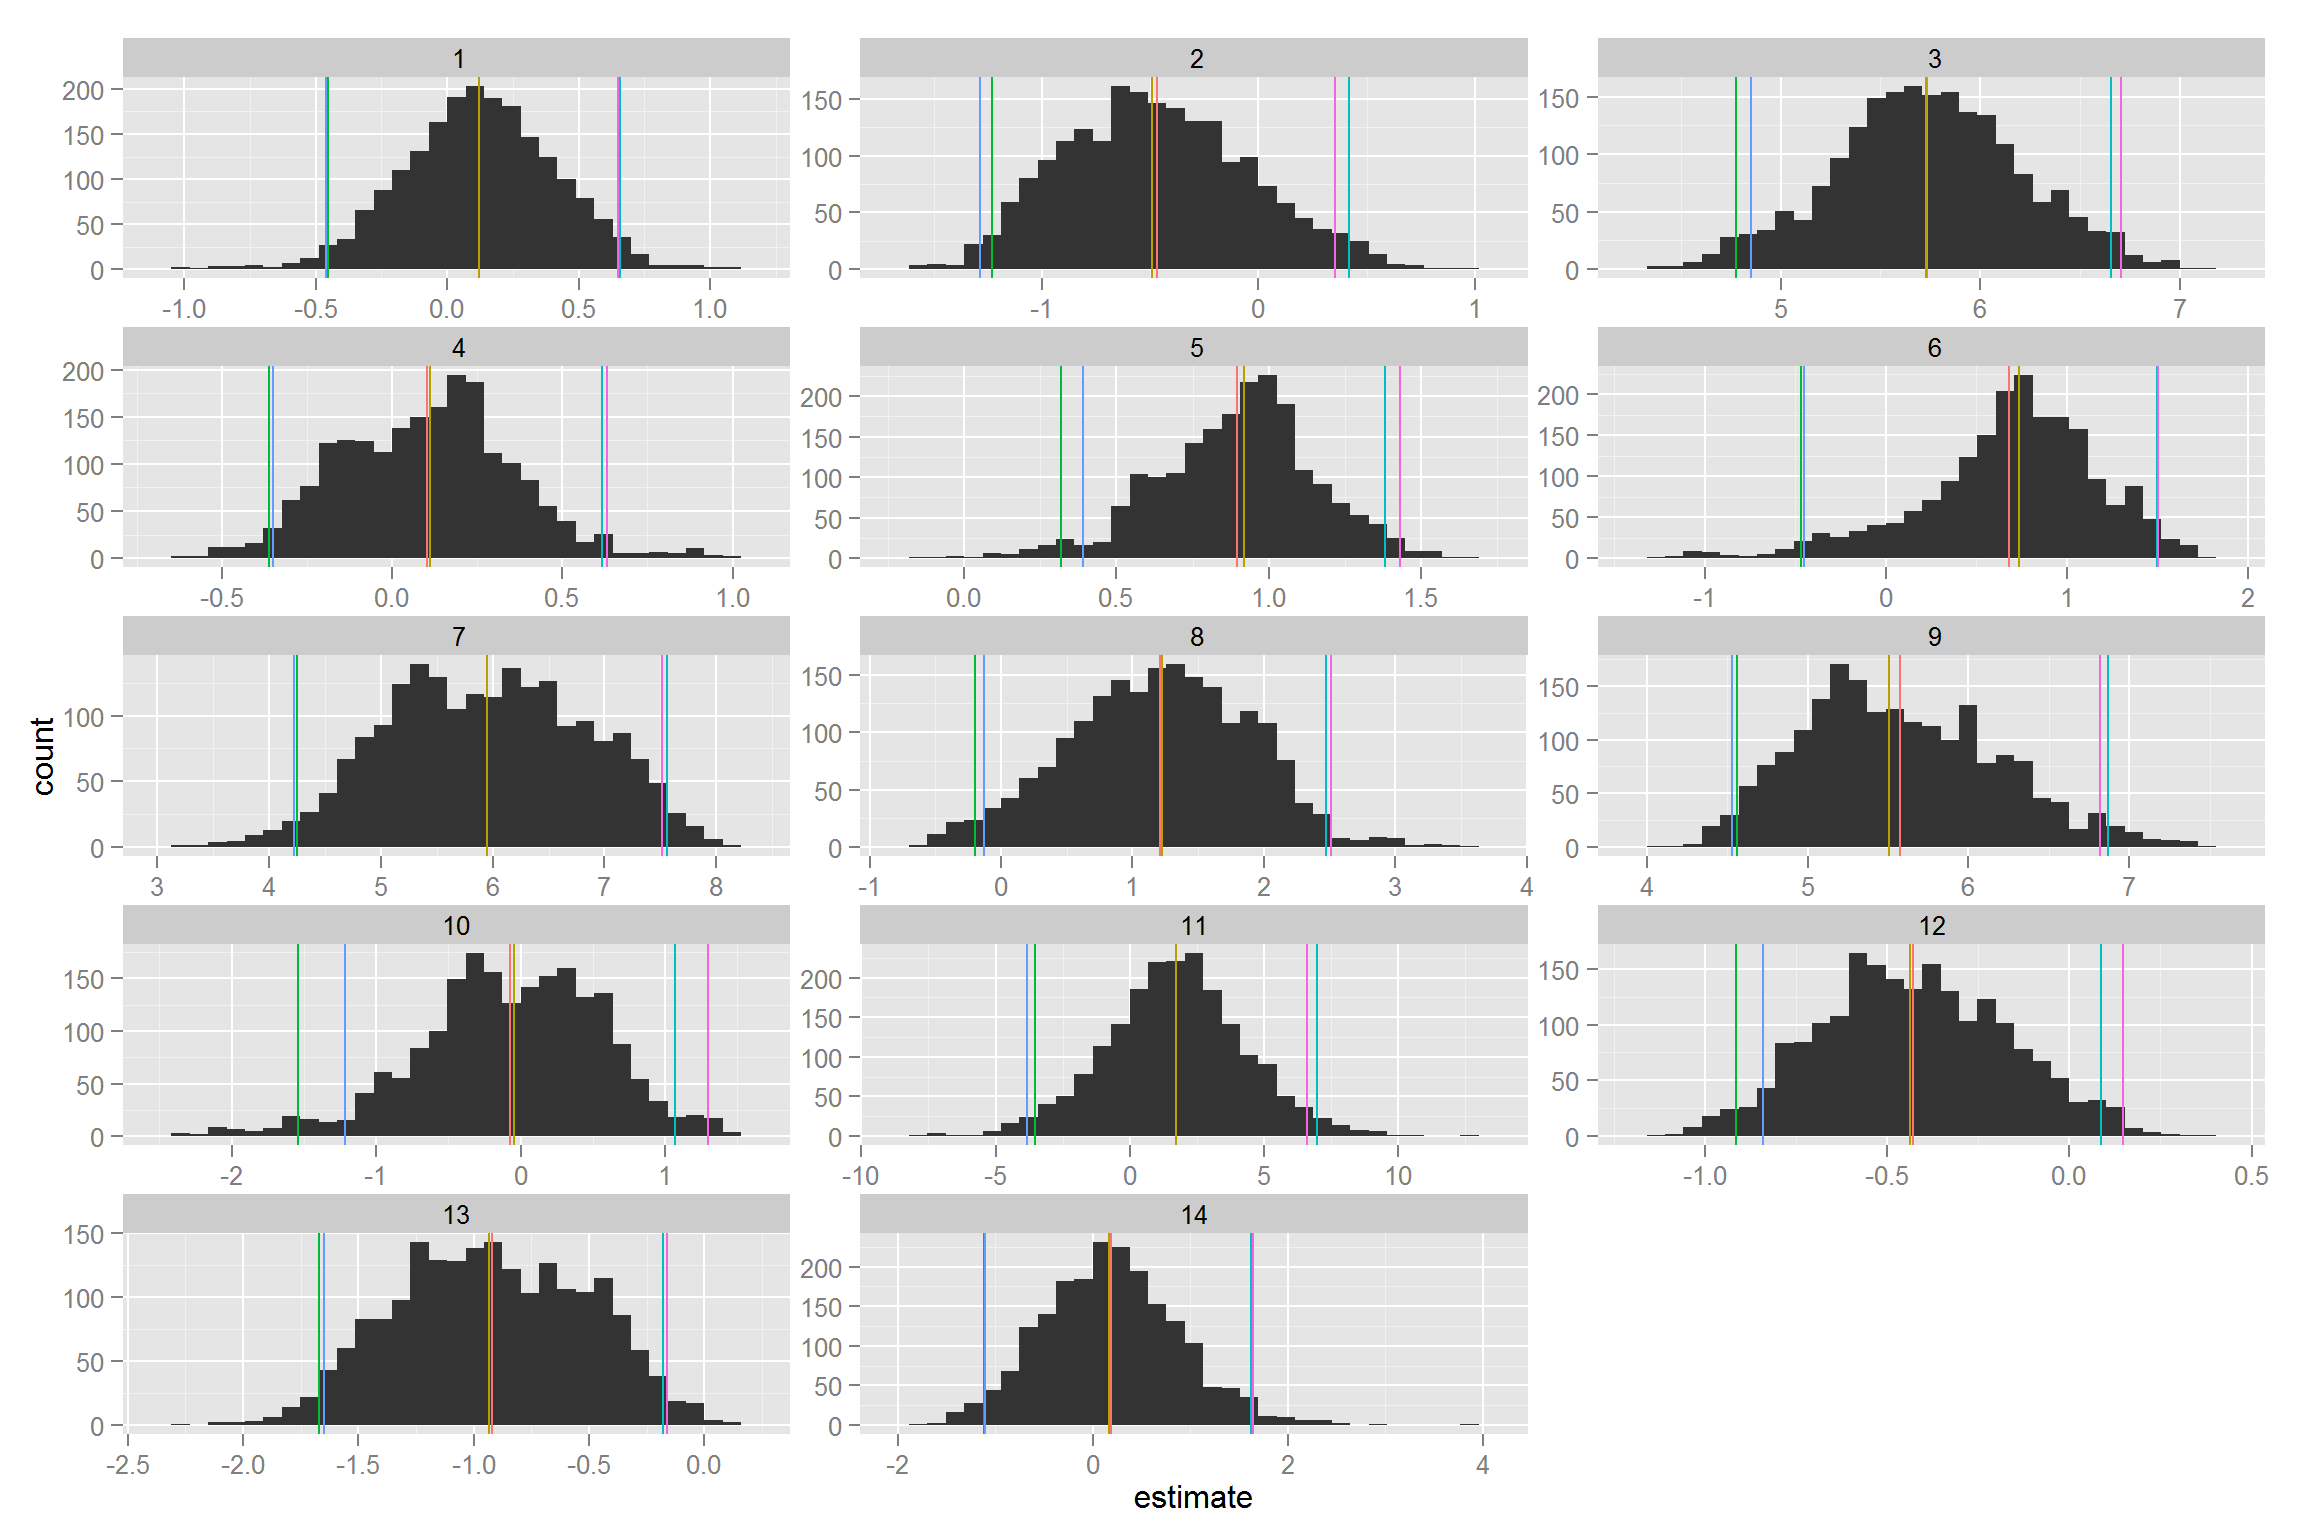 1 2 3
200 150 100 50 0
150 100 50 0
150 100 50 0
-1.0 -0.5 0.0 0.5 1.0
-1 0 1
5 6 7
4 5 6
200 150 100 50 0
200 150 100 50 0
200 150 100 50 0
-0.5 0.0 0.5 1.0
0.0 0.5 1.0 1.5
-1 0 1 2
7 8 9
100 50 0
150 100 50 0
150 100 50 0
3 4 5 6 7 8
-1 0 1 2 3 4
4 5 6 7
count
10 11 12
150 100 50 0
200 150 100 50 0
150 100 50 0
-2 -1 0 1
-10 -5 0 5 10
-1.0 -0.5 0.0 0.5
13 14
150 100 50 0
200 150 100 50 0
-2.5 -2.0 -1.5 -1.0 -0.5 0.0
-2 0 2 4
estimate